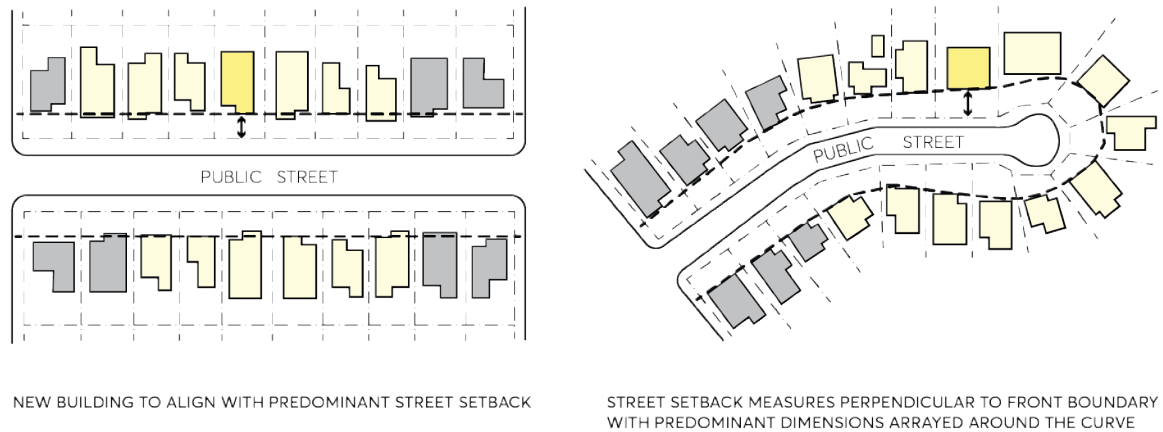 PUBLIC STREET
PUBLIC STREET
NEW BUILDING TO ALIGN WITH PREDOMINANT STREET SETBACK
STREET SETBACK MEASURES PERPENDICULAR TO FRONT BOUNDARY
WITH PREDOMINANT DIMENSIONS ARRAYED AROUND THE CURVE